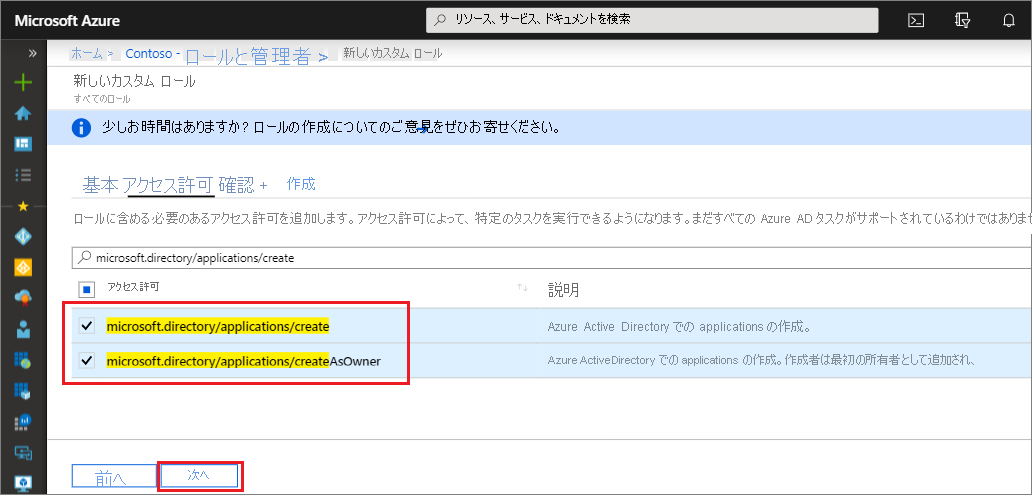 Microsoft Azure
リソース、サービス、ドキュメントを検索
ホーム > Contoso - ロールと管理者 > 新しいカスタム ロール
新しいカスタム ロール
すべてのロール
少しお時間はありますか? ロールの作成についてのご意見をぜひお寄せください。
基本 アクセス許可 確認 + 作成
ロールに含める必要のあるアクセス許可を追加します。アクセス許可によって、特定のタスクを実行できるようになります。まだすべての Azure AD タスクがサポートされているわけではありませ
microsoft.directory/applications/create
アクセス許可 説明
microsoft.directory/applications/create Azure Active Directory での applications の作成。
microsoft.directory/applications/createAsOwner Azure ActiveDirectory での applications の作成。作成者は最初の所有者として追加され、
前へ 次へ